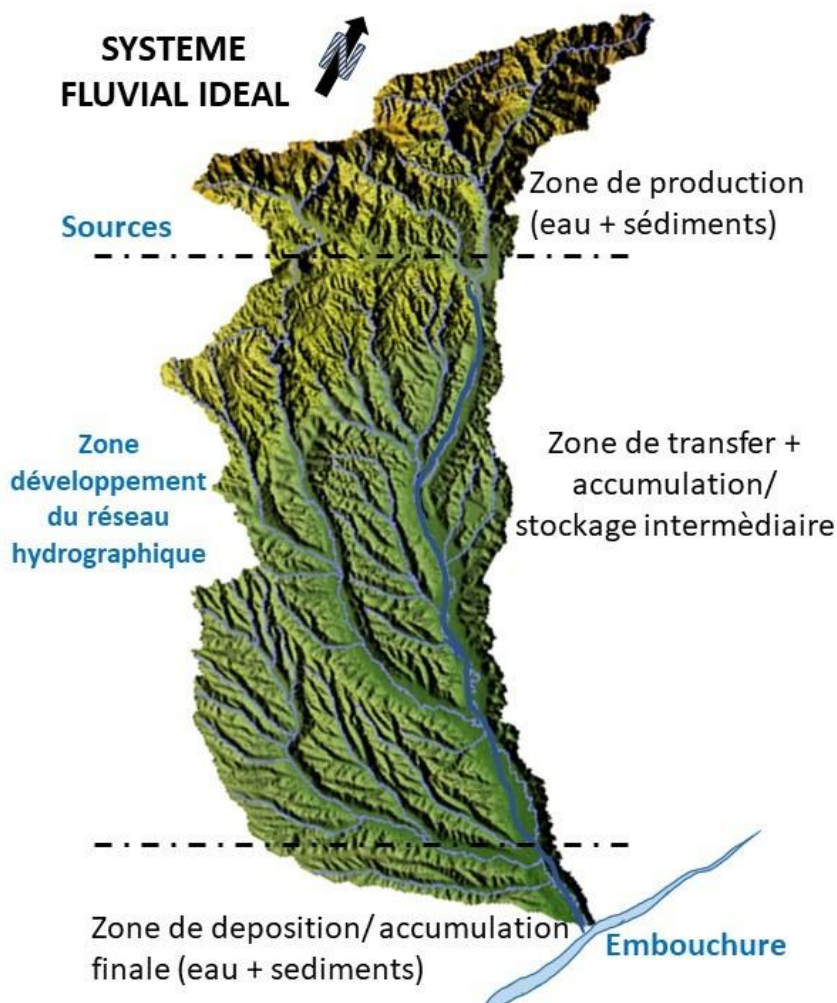 SYSTEME
FLUVIAL IDEAL
N
Zone de production
(eau + sédiments)
Sources
Zone
développement
du réseau
hydrographique
Zone de transfer +
accumulation/
stockage intermèdiaire
Zone de deposition/ accumulation
finale (eau + sediments)
Embouchure